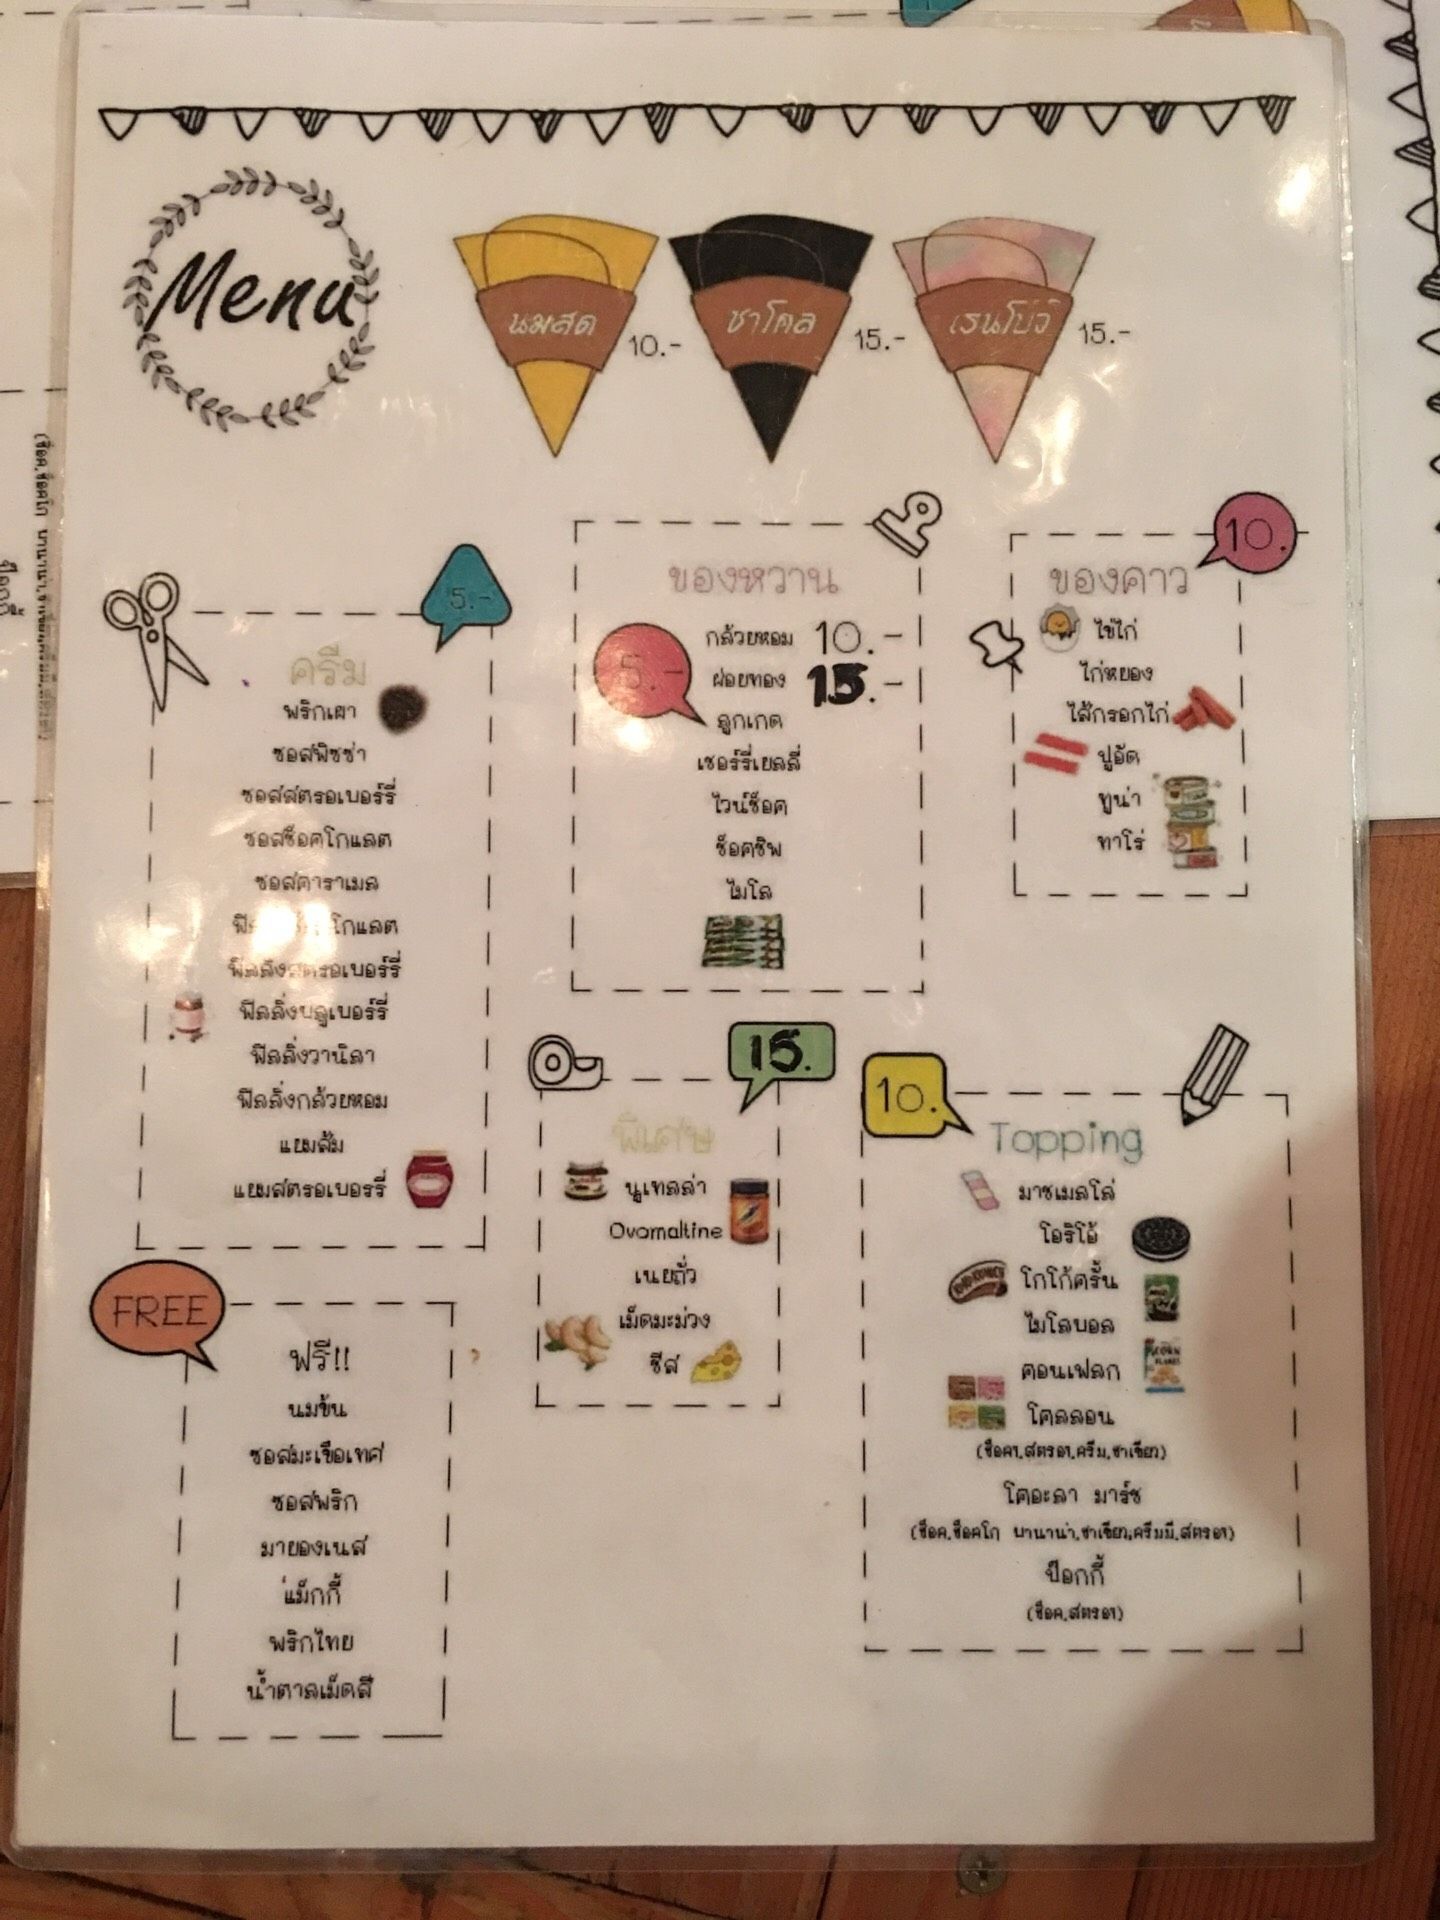 Menu
นมสด 10.-
ชาโคล 15.-
เรนโบว์ 15.-
5.-
ครีม
พริกเผา
ซอสพิซซ่า
ซอสสตรอเบอร์รี่
ซอสช็อคโกแลต
ซอสคาราเมล
โกแลต
ฟิลลิ่งสตรอเบอร์รี่
ฟิลลิ่งบลูเบอร์รี่
ฟิลลิ่งวานิลา
ฟิลลิ่งกล้วยหอม
แยมส้ม
แยมสตรอเบอร์รี่
ของหวาน
กล้วยหอม 10.-
ฝอยทอง 15.-
5.-
ลูกเกด
เชอร์รี่เยลลี่
ไวน์ช็อค
ช็อคชิพ
ไมโล
10.
ของคาว
ไข่ไก่
ไก่หยอง
ไส้กรอกไก่
ปูอัด
ทูน่า
ทาโร่
15.
พิเศษ
นูเทลล่า
Ovomaltine
เนยถั่ว
เม็ดมะม่วง
ชีส
10.
Topping
มาชเมลโล่
โอริโอ้
โกโก้ครั้น
ไมโลบอล
คอนเฟลก
โคลลอน
(ช็อคา,สตรอา,ครีม,ชาเขียว)
โคอะลา มาร์ช
(ช็อค,ช็อคโก บานาน่า,ชาเขียว,ครีมมี่,สตรอา)
ป๊อกกี้
(ช็อค,สตรอา)
FREE
ฟรี!!
นมข้น
ซอสมะเขือเทศ
ซอสพริก
มายองเนส
แม็กกี้
พริกไทย
น้ำตาลเม็ดสี